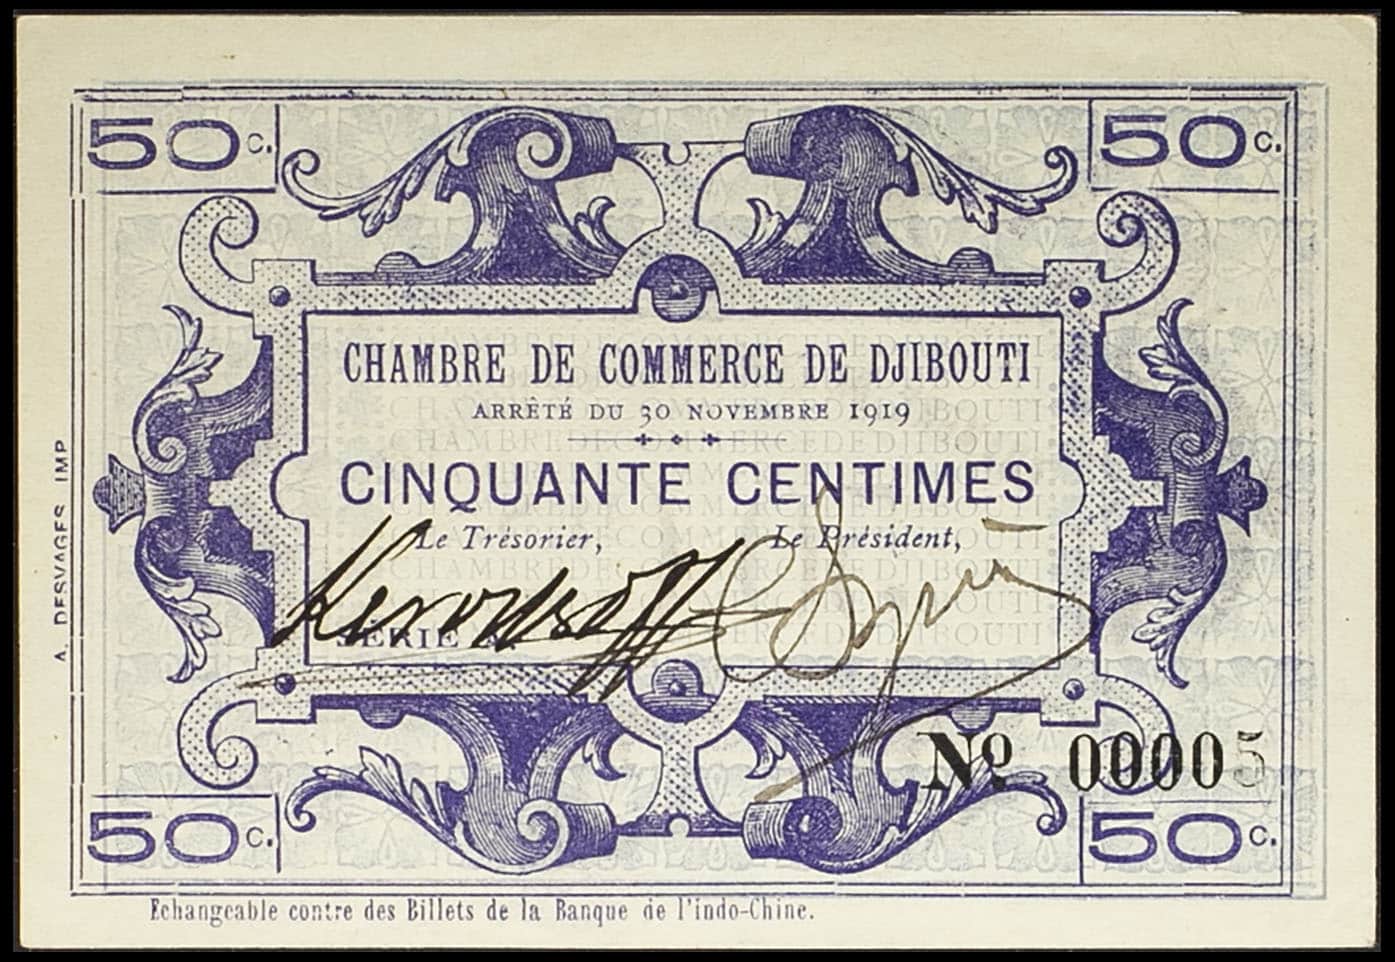 50 c.
50 c.
CHAMBRE DE COMMERCE DE DJIBOUTI
ARRÊTÉ DU 30 NOVEMBRE 1919
CINQUANTE CENTIMES
Le Trésorier, Le Président,
SÉRIE
Nº 00005
50 c.
50 c.
Echangeable contre des Billets de la Banque de l'indo-Chine.
A. DESVAGES IMP